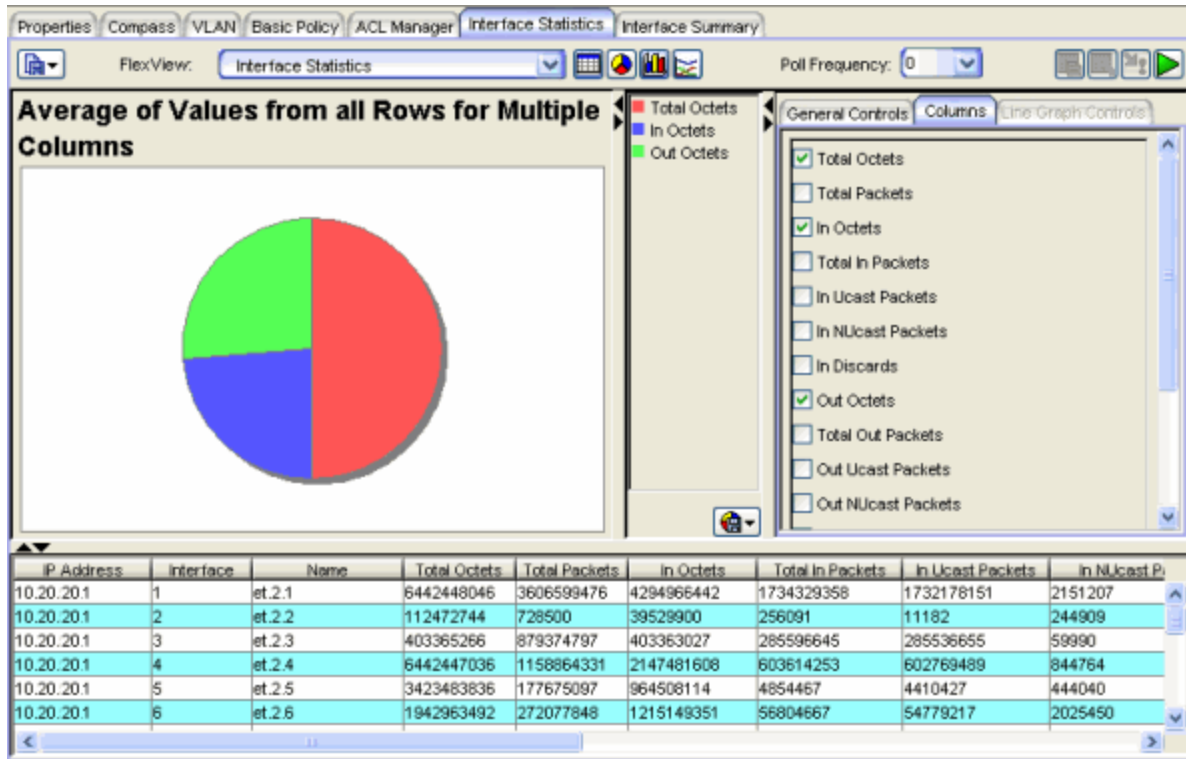 Properties Compass VLAN Basic Policy ACL Manager Interface Statistics Interface Summary
FlexView: Interface Statistics Poll Frequency: 0
Average of Values from all Rows for Multiple
Columns
Total Octets
In Octets
Out Octets
General Controls Columns Line Graph Controls
Total Octets
Total Packets
In Octets
Total In Packets
In Ucast Packets
In NUcast Packets
In Discards
Out Octets
Total Out Packets
Out Ucast Packets
Out NUcast Packets
IP Address Interface Name Total Octets Total Packets In Octets Total In Packets In Ucast Packets In NUcast P
10.20.20.1 1 et.2.1 6442448046 3606599476 4294966442 1734329358 1732178151 2151207
10.20.20.1 2 et.2.2 112472744 728500 39529900 256091 11182 244909
10.20.20.1 3 et.2.3 403365266 879374797 403363027 285596645 285536655 59990
10.20.20.1 4 et.2.4 6442447036 1158864331 2147481608 603614253 602769489 844764
10.20.20.1 5 et.2.5 3423483836 177675097 964508114 4854467 4410427 444040
10.20.20.1 6 et.2.6 1942963492 272077848 1215149351 56804667 54779217 2025450